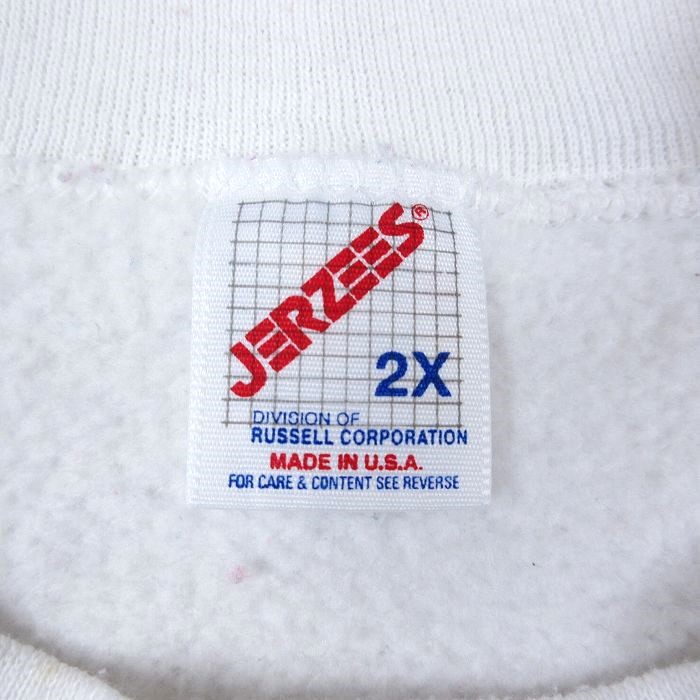 JERZEES®
2X
DIVISION OF
RUSSELL CORPORATION
MADE IN U.S.A.
FOR CARE & CONTENT SEE REVERSE